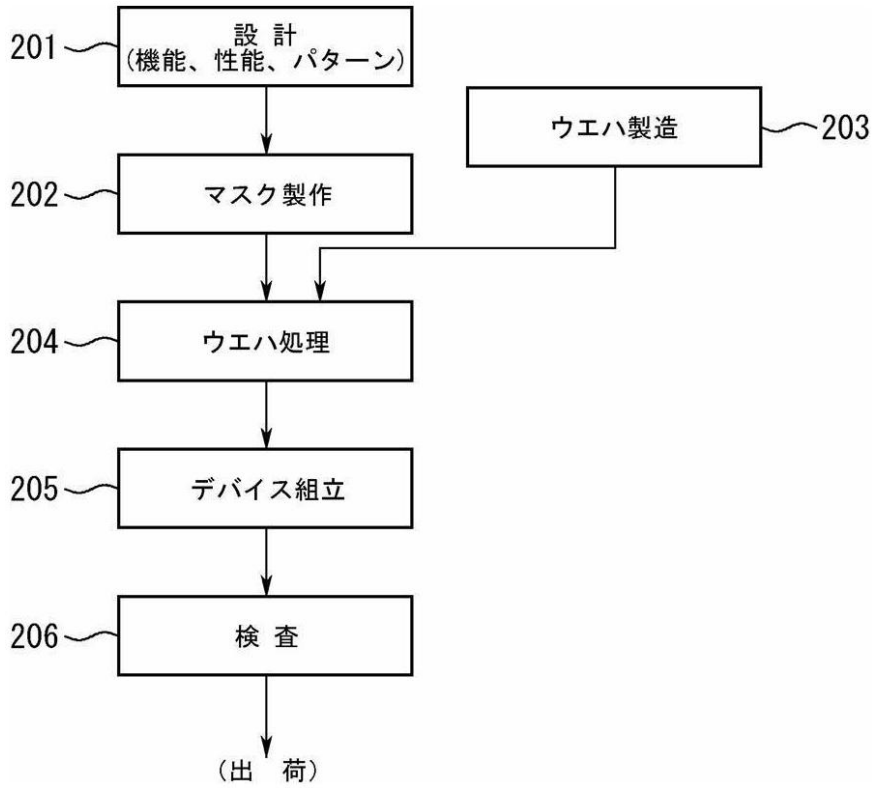 201
設計
(機能、性能、パターン)
ウエハ製造
203
202
マスク製作
204
ウエハ処理
205
デバイス組立
206
検査
(出 荷)